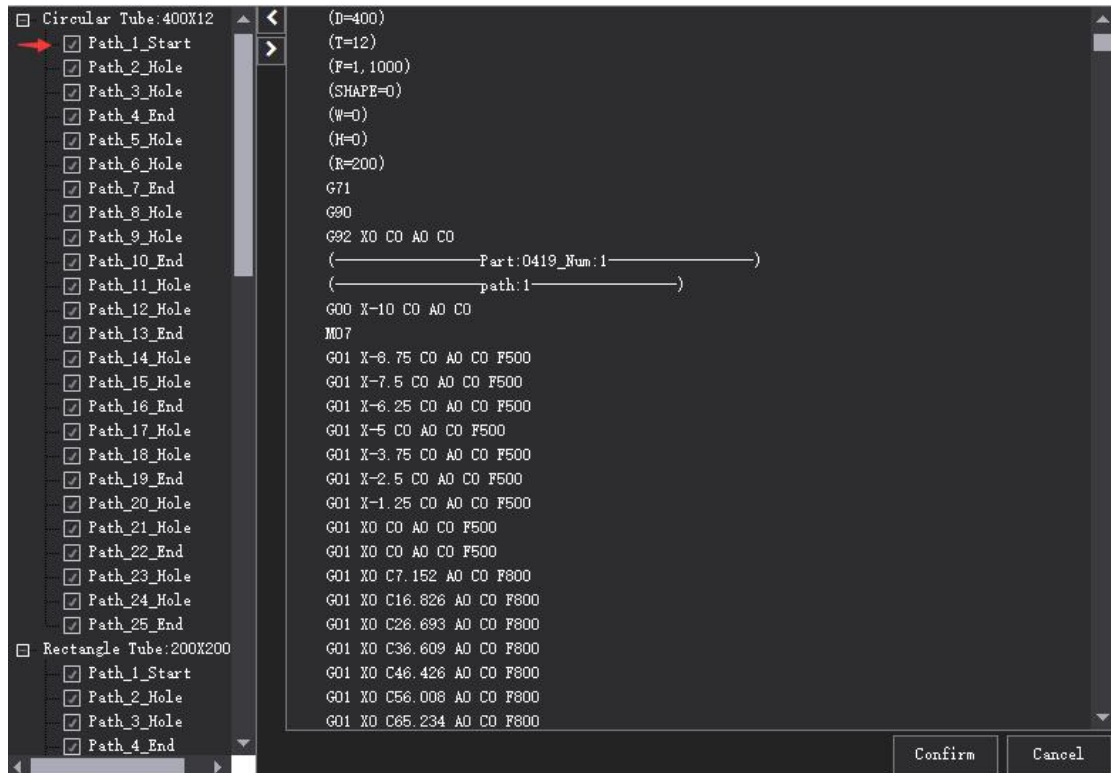 Circular Tube:400X12
Path_1_Start
Path_2_Hole
Path_3_Hole
Path_4_End
Path_5_Hole
Path_6_Hole
Path_7_End
Path_8_Hole
Path_9_Hole
Path_10_End
Path_11_Hole
Path_12_Hole
Path_13_End
Path_14_Hole
Path_15_Hole
Path_16_End
Path_17_Hole
Path_18_Hole
Path_19_End
Path_20_Hole
Path_21_Hole
Path_22_End
Path_23_Hole
Path_24_Hole
Path_25_End
Rectangle Tube:200X200
Path_1_Start
Path_2_Hole
Path_3_Hole
Path_4_End
(D=400)
(T=12)
(F=1,1000)
(SHAPE=0)
(W=0)
(H=0)
(R=200)
G71
G90
G92 X0 C0 A0 C0
(————————Part:0419_Num:1————————)
(————————path:1————————)
G00 X-10 C0 A0 C0
M07
G01 X-8.75 C0 A0 C0 F500
G01 X-7.5 C0 A0 C0 F500
G01 X-6.25 C0 A0 C0 F500
G01 X-5 C0 A0 C0 F500
G01 X-3.75 C0 A0 C0 F500
G01 X-2.5 C0 A0 C0 F500
G01 X-1.25 C0 A0 C0 F500
G01 X0 C0 A0 C0 F500
G01 X0 C0 A0 C0 F500
G01 X0 C7.152 A0 C0 F800
G01 X0 C16.826 A0 C0 F800
G01 X0 C26.693 A0 C0 F800
G01 X0 C36.609 A0 C0 F800
G01 X0 C46.426 A0 C0 F800
G01 X0 C56.008 A0 C0 F800
G01 X0 C65.234 A0 C0 F800
Confirm
Cancel